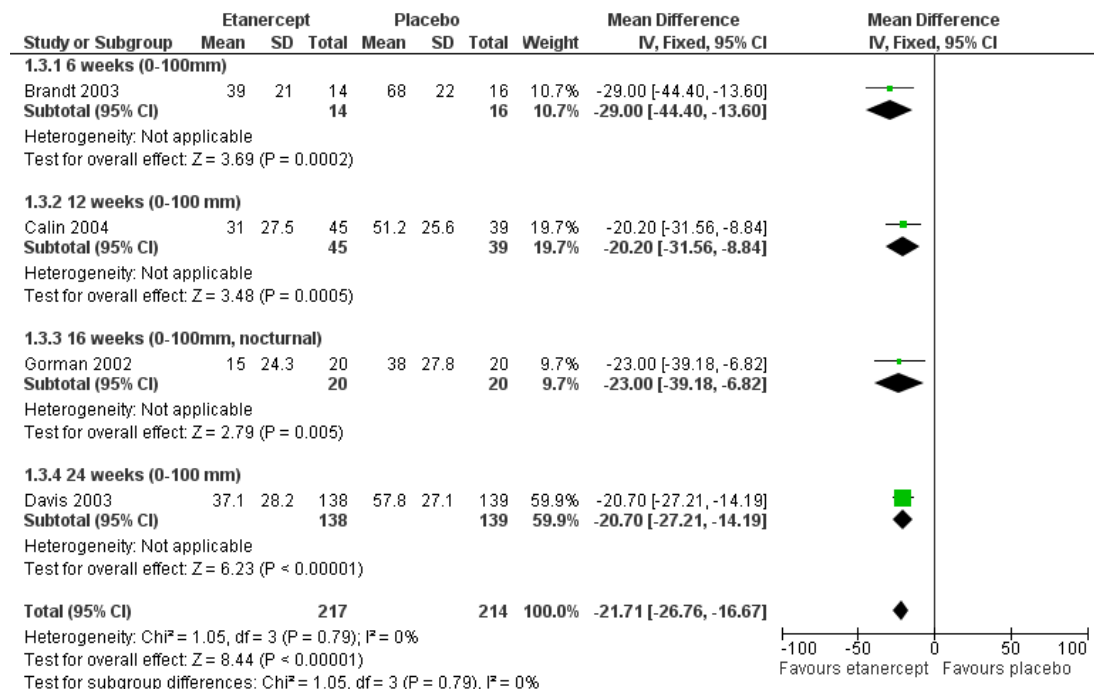 Etanercept Placebo Mean Difference Mean Difference
Study or Subgroup Mean SD Total Mean SD Total Weight IV, Fixed, 95% CI IV, Fixed, 95% CI
1.3.1 6 weeks (0-100mm)
Brandt 2003 39 21 14 68 22 16 10.7% -29.00 [-44.40, -13.60]
Subtotal (95% CI) 14 16 10.7% -29.00 [-44.40, -13.60]
Heterogeneity: Not applicable
Test for overall effect: Z = 3.69 (P = 0.0002)
1.3.2 12 weeks (0-100 mm)
Calin 2004 31 27.5 45 51.2 25.6 39 19.7% -20.20 [-31.56, -8.84]
Subtotal (95% CI) 45 39 19.7% -20.20 [-31.56, -8.84]
Heterogeneity: Not applicable
Test for overall effect: Z = 3.48 (P = 0.0005)
1.3.3 16 weeks (0-100mm, nocturnal)
Gorman 2002 15 24.3 20 38 27.8 20 9.7% -23.00 [-39.18, -6.82]
Subtotal (95% CI) 20 20 9.7% -23.00 [-39.18, -6.82]
Heterogeneity: Not applicable
Test for overall effect: Z = 2.79 (P = 0.005)
1.3.4 24 weeks (0-100 mm)
Davis 2003 37.1 28.2 138 57.8 27.1 139 59.9% -20.70 [-27.21, -14.19]
Subtotal (95% CI) 138 139 59.9% -20.70 [-27.21, -14.19]
Heterogeneity: Not applicable
Test for overall effect: Z = 6.23 (P < 0.00001)
Total (95% CI) 217 214 100.0% -21.71 [-26.76, -16.67]
Heterogeneity: Chi² = 1.05, df = 3 (P = 0.79); I² = 0%
Test for overall effect: Z = 8.44 (P < 0.00001)
Test for subgroup differences: Chi² = 1.05, df = 3 (P = 0.79), I² = 0%
-100 -50 0 50 100
Favours etanercept Favours placebo